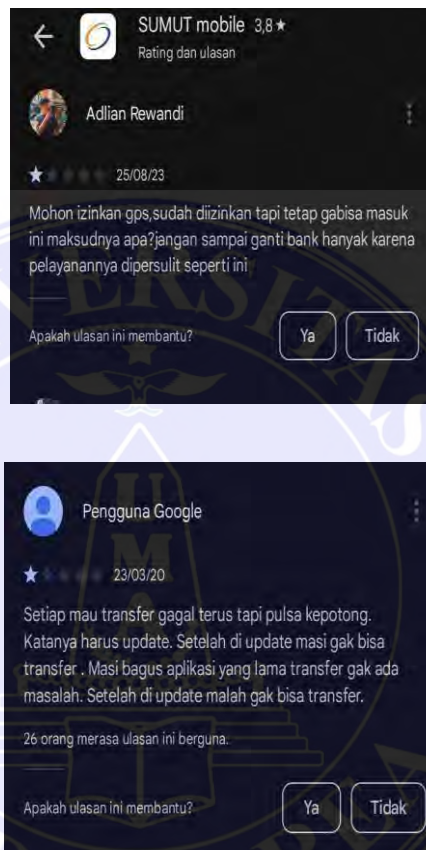 SUMUT mobile 3,8★
Rating dan ulasan
Adlian Rewandi
25/08/23
Mohon izinkan gps,sudah diizinkan tapi tetap gabisa masuk
ini maksudnya apa?jangan sampai ganti bank hanyak karena
pelayanannya dipersulit seperti ini
Apakah ulasan ini membantu?
Ya
Tidak
Pengguna Google
23/03/20
Setiap mau transfer gagal terus tapi pulsa kepotong.
Katanya harus update. Setelah di update masi gak bisa
transfer . Masi bagus aplikasi yang lama transfer gak ada
masalah. Setelah di update malah gak bisa transfer.
26 orang merasa ulasan ini berguna.
Apakah ulasan ini membantu?
Ya
Tidak